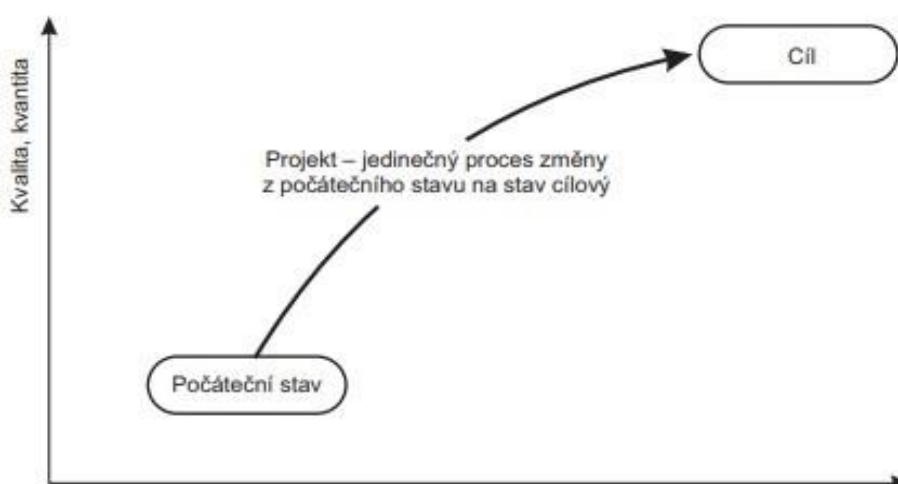 Kvalita, kvantita
Cíl
Projekt – jedinečný proces změny
z počátečního stavu na stav cílový
Počáteční stav